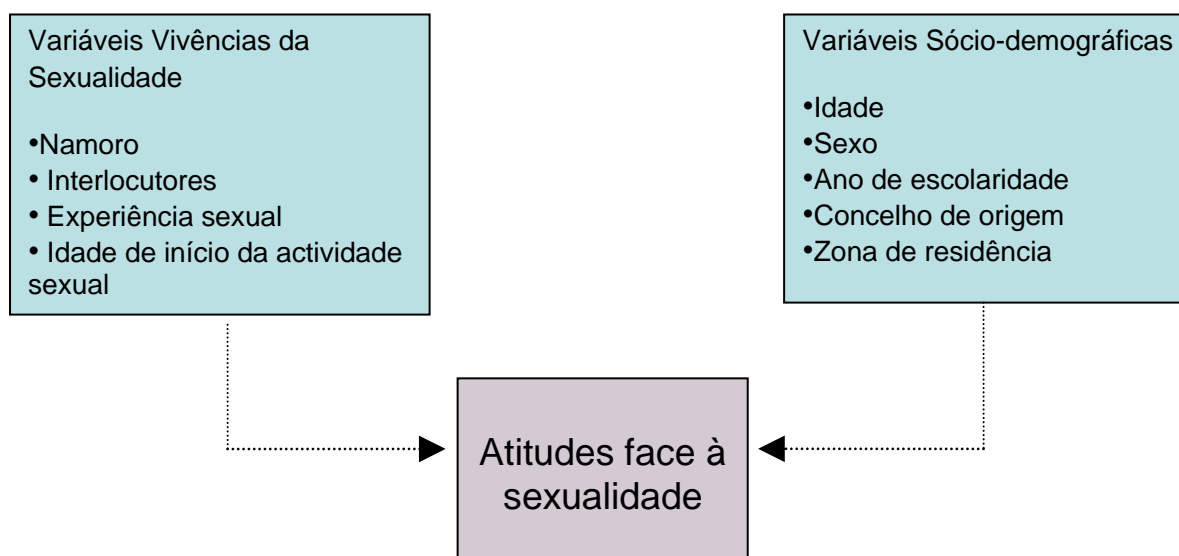 Variáveis Vivências da
Sexualidade
•Namoro
• Interlocutores
• Experiência sexual
• Idade de início da actividade
sexual
Variáveis Sócio-demográficas
•Idade
•Sexo
•Ano de escolaridade
•Concelho de origem
•Zona de residência
Atitudes face à
sexualidade